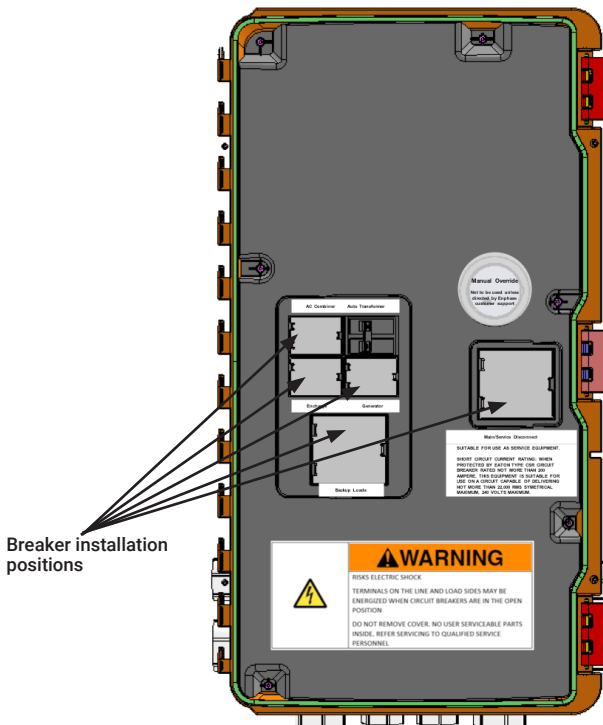 Manual Override
Not to be used unless
directed by Enphase
customer support
AC Combiner Auto Transformer
Encharge Generator
Backup Loads
Main/Service Disconnect
SUITABLE FOR USE AS SERVICE EQUIPMENT.
SHORT CIRCUIT CURRENT RATING: WHEN
PROTECTED BY EATON TYPE CSR CIRCUIT
BREAKER RATED NOT MORE THAN 200
AMPERE, THIS EQUIPMENT IS SUITABLE FOR
USE ON A CIRCUIT CAPABLE OF DELIVERING
NOT MORE THAN 22,000 RMS SYMETRICAL
MAXIMUM, 240 VOLTS MAXIMUM.
Breaker installation
positions
WARNING
RISKS ELECTRIC SHOCK
TERMINALS ON THE LINE AND LOAD SIDES MAY BE
ENERGIZED WHEN CIRCUIT BREAKERS ARE IN THE OPEN
POSITION
DO NOT REMOVE COVER. NO USER SERVICEABLE PARTS
INSIDE. REFER SERVICING TO QUALIFIED SERVICE
PERSONNEL